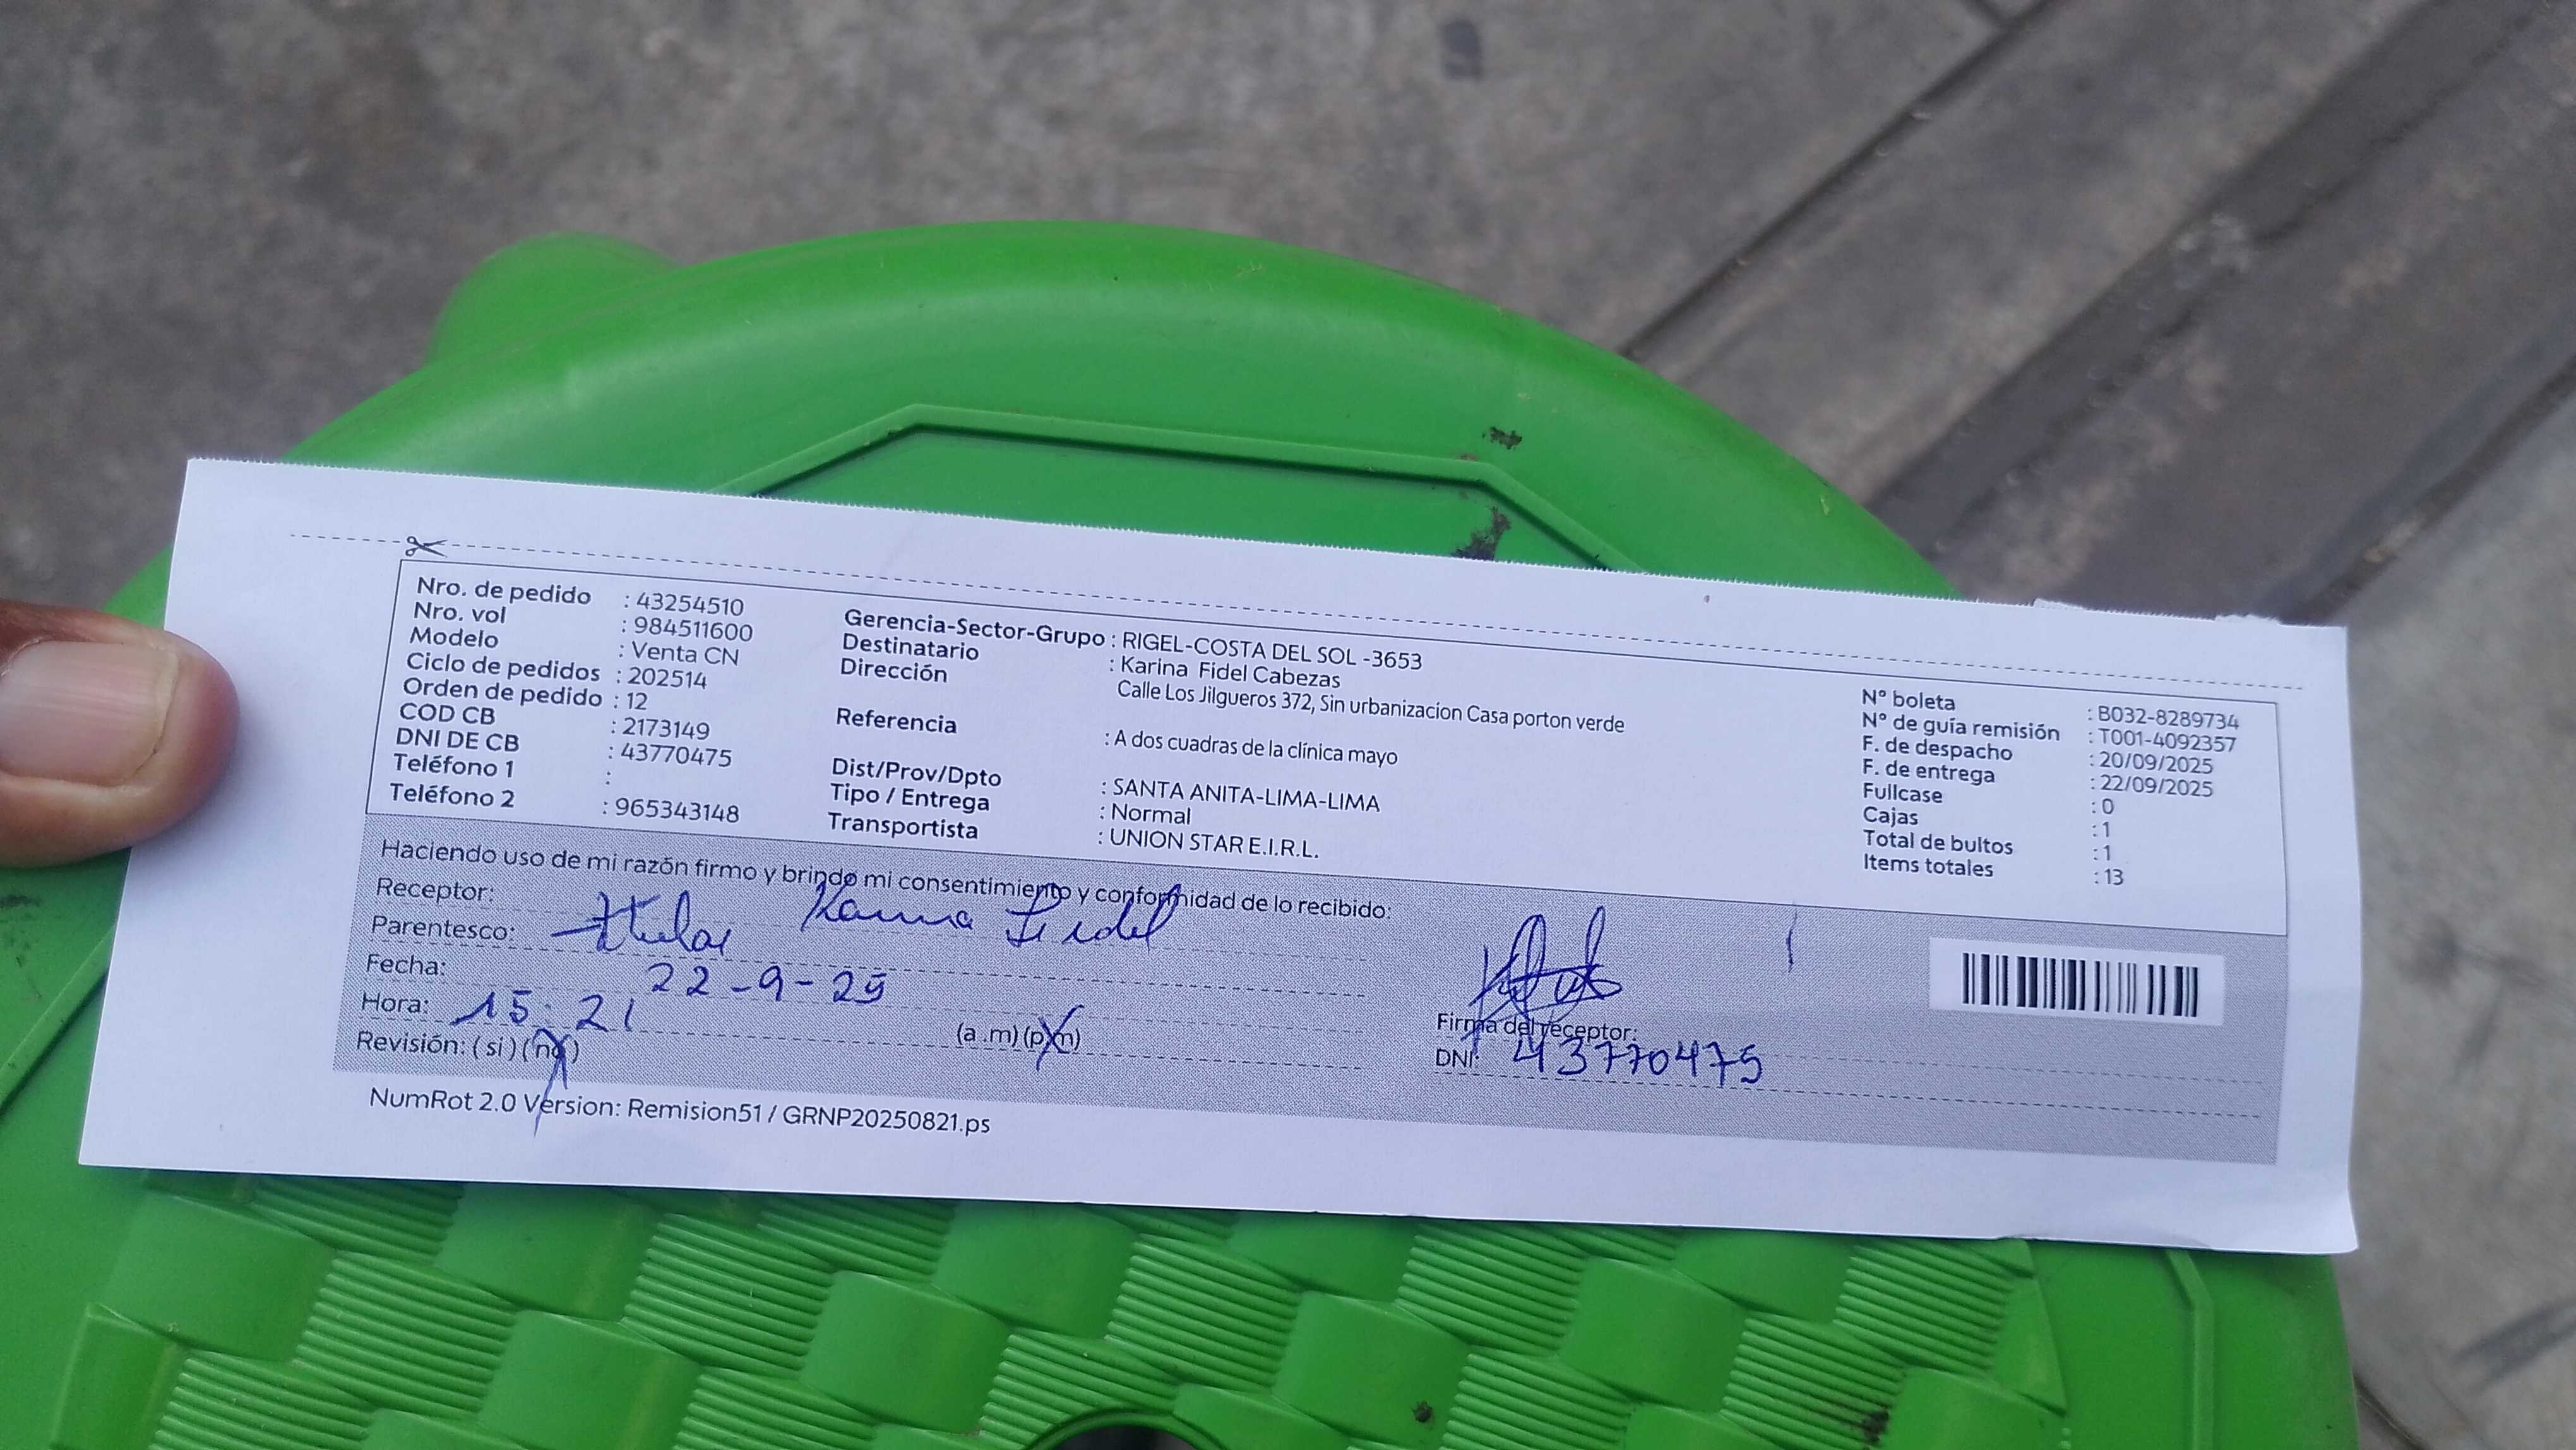 Nro. de pedido : 43254510
Nro. vol : 984511600
Modelo : Venta CN
Ciclo de pedidos : 202514
Orden de pedido : 12
COD CB : 2173149
DNI DE CB : 43770475
Teléfono 1 :
Teléfono 2 : 965343148
Gerencia-Sector-Grupo : RIGEL-COSTA DEL SOL -3653
Destinatario : Karina Fidel Cabezas
Dirección Calle Los Jilgueros 372, Sin urbanizacion Casa porton verde
Referencia : A dos cuadras de la clínica mayo
Dist/Prov/Dpto : SANTA ANITA-LIMA-LIMA
Tipo / Entrega : Normal
Transportista : UNION STAR E.I.R.L.
N° boleta : B032-8289734
N° de guía remisión : T001-4092357
F. de despacho : 20/09/2025
F. de entrega : 22/09/2025
Fullcase : 0
Cajas : 1
Total de bultos : 1
Items totales : 13
Haciendo uso de mi razón firmo y brindo mi consentimiento y conformidad de lo recibido:
Receptor: Karina Fidel
Parentesco: titular
Fecha: 22-9-25
Hora: 15:21 (a .m) (p.m)
Revisión: ( si ) ( no )
Firma del receptor:
DNI: 43770475
NumRot 2.0 Version: Remision51 / GRNP20250821.ps